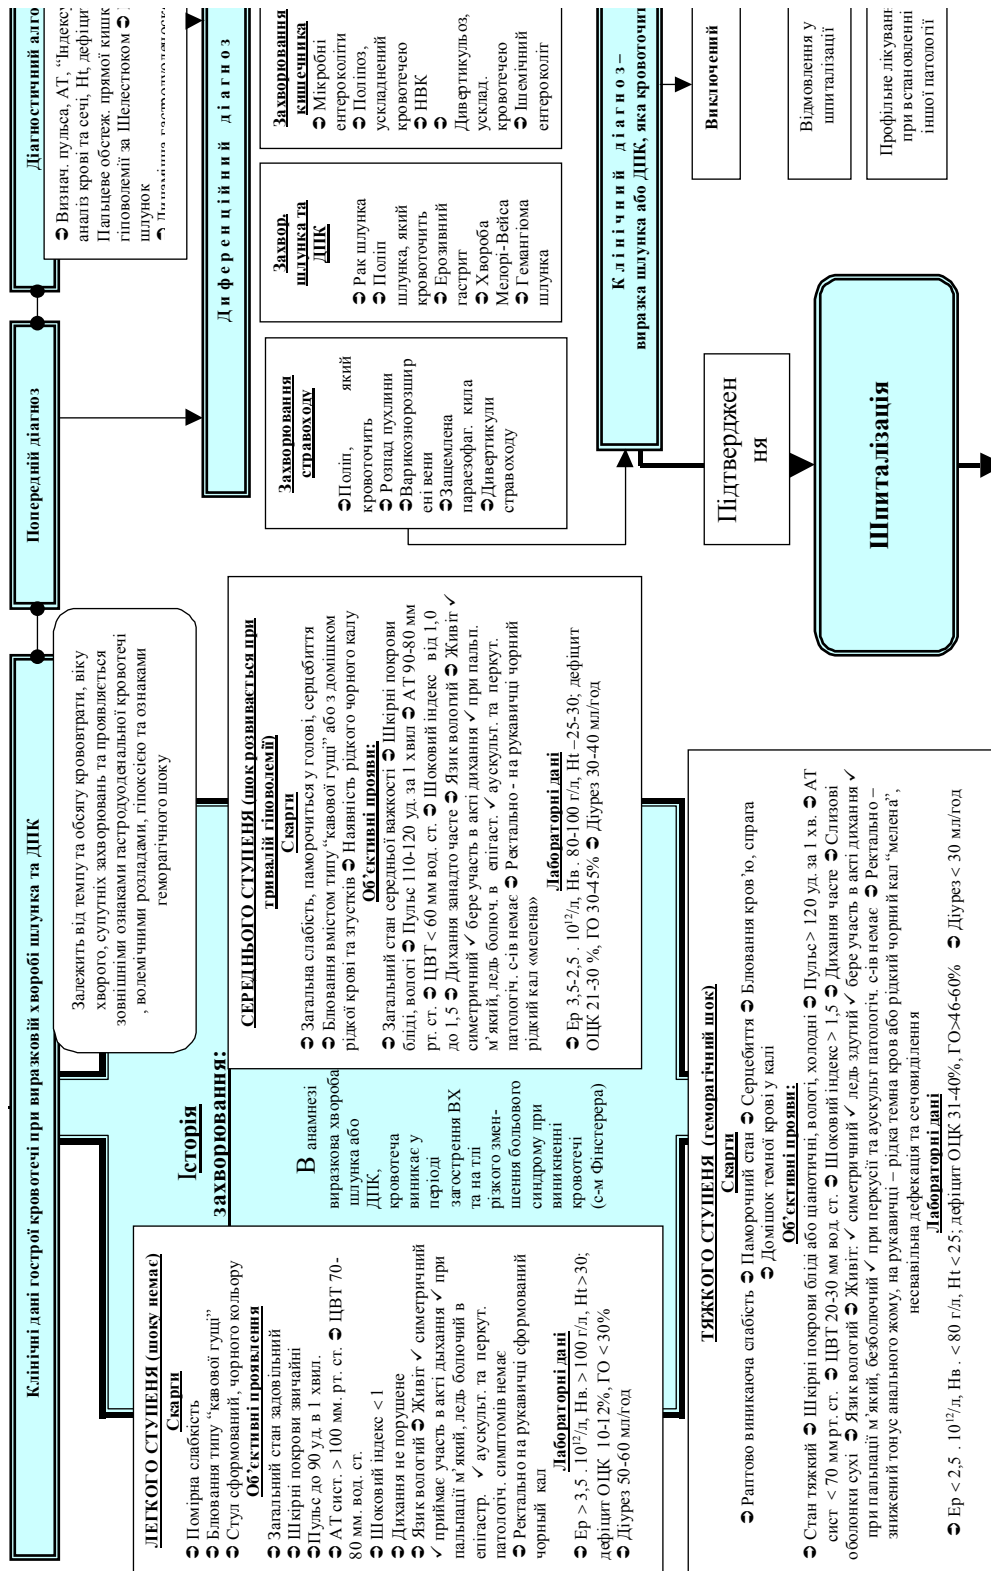 Клінічні дані гострої кровотечі при виразковій хворобі шлунка та ДПК
Попередній діагноз
Діагностичний алго
Залежить від темпу та обсягу крововтрати, віку
хворого, супутніх захворювань та проявляється
зовнішніми ознаками гастродуоденальної кровотечі
, волемічними розладами, гіпоксією та ознаками
геморагічного шоку
➲ Визнач. пульса, АТ, “Індексу
аналіз крові та сечі, Ht, дефіцит
Пальцеве обстеж. прямої кишк
гіповолемії за Шелестюком ➲
шлунок
Диференційний діагноз
ЛЕГКОГО СТУПЕНЯ (шоку немає)
Скарги
➲ Помірна слабкість
➲ Блювання типу “кавової гущі”
➲ Стул сформований, чорного кольору
Об’єктивні проявлення
➲ Загальний стан задовільний
➲ Шкірні покрови звичайні
➲ Пульс до 90 уд. в 1 хвил.
➲ АТ сист. > 100 мм. рт. ст. ➲ ЦВТ 70-
80 мм. вод. ст.
➲ Шоковий індекс <1
➲ Дихання не порушене
➲ Язик вологий ➲ Живіт ✓ симетричний
✓ приймає участь в акті дыхання ✓ при
пальпації м’який, ледь болючий в
епігастр. ✓ аускульт. та перкут.
патологіч. симптомів немає
➲ Ректально на рукавичці сформований
чорный кал
Лабораторні дані
➲ Ер > 3,5 . 10¹²/л, Нв. > 100 г/л, Ht >30;
дефіцит ОЦК 10-12%, ГО < 30%
➲ Діурез 50-60 мл/год
Історія
захворювання:
В анамнезі
виразкова хвороба
шлунка або
ДПК,
кровотеча
виникає у
періоді
загострення ВХ
та на тлі
різкого змен-
шення больового
синдрому при
виникненні
кровотечі
(с-м Фінстерера)
СЕРЕДНЬОГО СТУПЕНЯ (шок розвивається при
тривалій гіповолемії)
Скарги
➲ Загальна слабкість, паморочиться у голові, серцебиття
➲ Блювання вмістом типу “кавової гущі” або з домішком
рідкої крові та згустків ➲ Наявність рідкого чорного калу
Об’єктивні прояви:
➲ Загальний стан середньої важкості ➲ Шкірні покрови
бліді, вологі ➲ Пульс 110-120 уд. за 1 хвил ➲ АТ 90-80 мм
рт. ст. ➲ ЦВТ < 60 мм вод. ст. ➲ Шоковий індекс від 1,0
до 1,5 ➲ Дихання занадто часте ➲ Язик вологий ➲ Живіт ✓
симетричний ✓ бере участь в акті дихання ✓ при пальп.
м’який, ледь болюч. в епігаст. ✓ аускульт. та перкут.
патологіч. с-ів немає ➲ Ректально - на рукавичці чорний
рідкий кал «мелена»
Лабораторні дані
➲ Ер 3,5-2,5 . 10¹²/л, Нв. 80-100 г/л, Ht –25-30; дефіцит
ОЦК 21-30 %, ГО 30-45% ➲ Діурез 30-40 мл/год
Захворювання
стравоходу
➲Поліп, який
кровоточить
➲ Розпад пухлини
➲Варикознорозшир
ені вени
➲Защемлена
параезофаг. кила
➲Дивертикули
стравоходу
Захвор.
шлунка та
ДПК
➲ Рак шлунка
➲ Поліп
шлунка, який
кровоточить
➲ Ерозивний
гастрит
➲ Хвороба
Мелорі-Вейса
➲ Гемангіома
шлунка
Захворювання
кишечника
➲ Мікробні
ентероколіти
➲ Поліпоз,
ускладнений
кровотечею
➲ НВК
➲
Дивертикульоз,
усклад.
кровотечею
➲ Ішемічний
ентероколіт
Клінічний діагноз–
виразка шлунка або ДПК, яка кровоточит
Підтверджен
ня
Виключений
Відмовлення у
шпиталізації
Профільне лікуванн
при встановленні
іншої патології
Шпиталізація
ТЯЖКОГО СТУПЕНЯ (геморагічний шок)
Скарги
➲ Раптово виникаюча слабість ➲ Паморочний стан ➲ Серцебиття ➲ Блювання кров’ю, спрага
➲ Домішок темної крові у калі
Об’єктивні прояви:
➲ Стан тяжкий ➲ Шкірні покрови бліді або ціанотичні, вологі, холодні ➲ Пульс > 120 уд. за 1 хв. ➲ АТ
сист < 70 мм рт. ст. ➲ ЦВТ 20-30 мм вод. ст. ➲ Шоковий індекс > 1,5 ➲ Дихання часте ➲ Слизові
оболонки сухі ➲ Язик вологий ➲ Живіт: ✓ симетричний ✓ ледь здутий ✓ бере участь в акті дихання ✓
при пальпації м’який, безболючий ✓ при перкусії та аускульт патологіч. с-ів немає ➲ Ректально –
знижений тонус анального жому, на рукавичці – рідка темна кров або рідкий чорний кал “мелена”,
несвавільна дефекація та сечовиділення
Лабораторні дані
➲ Ер < 2,5 . 10¹²/л, Нв. < 80 г/л, Ht < 25; дефіцит ОЦК 31-40%, ГО>46-60% ➲ Діурез < 30 мл/год